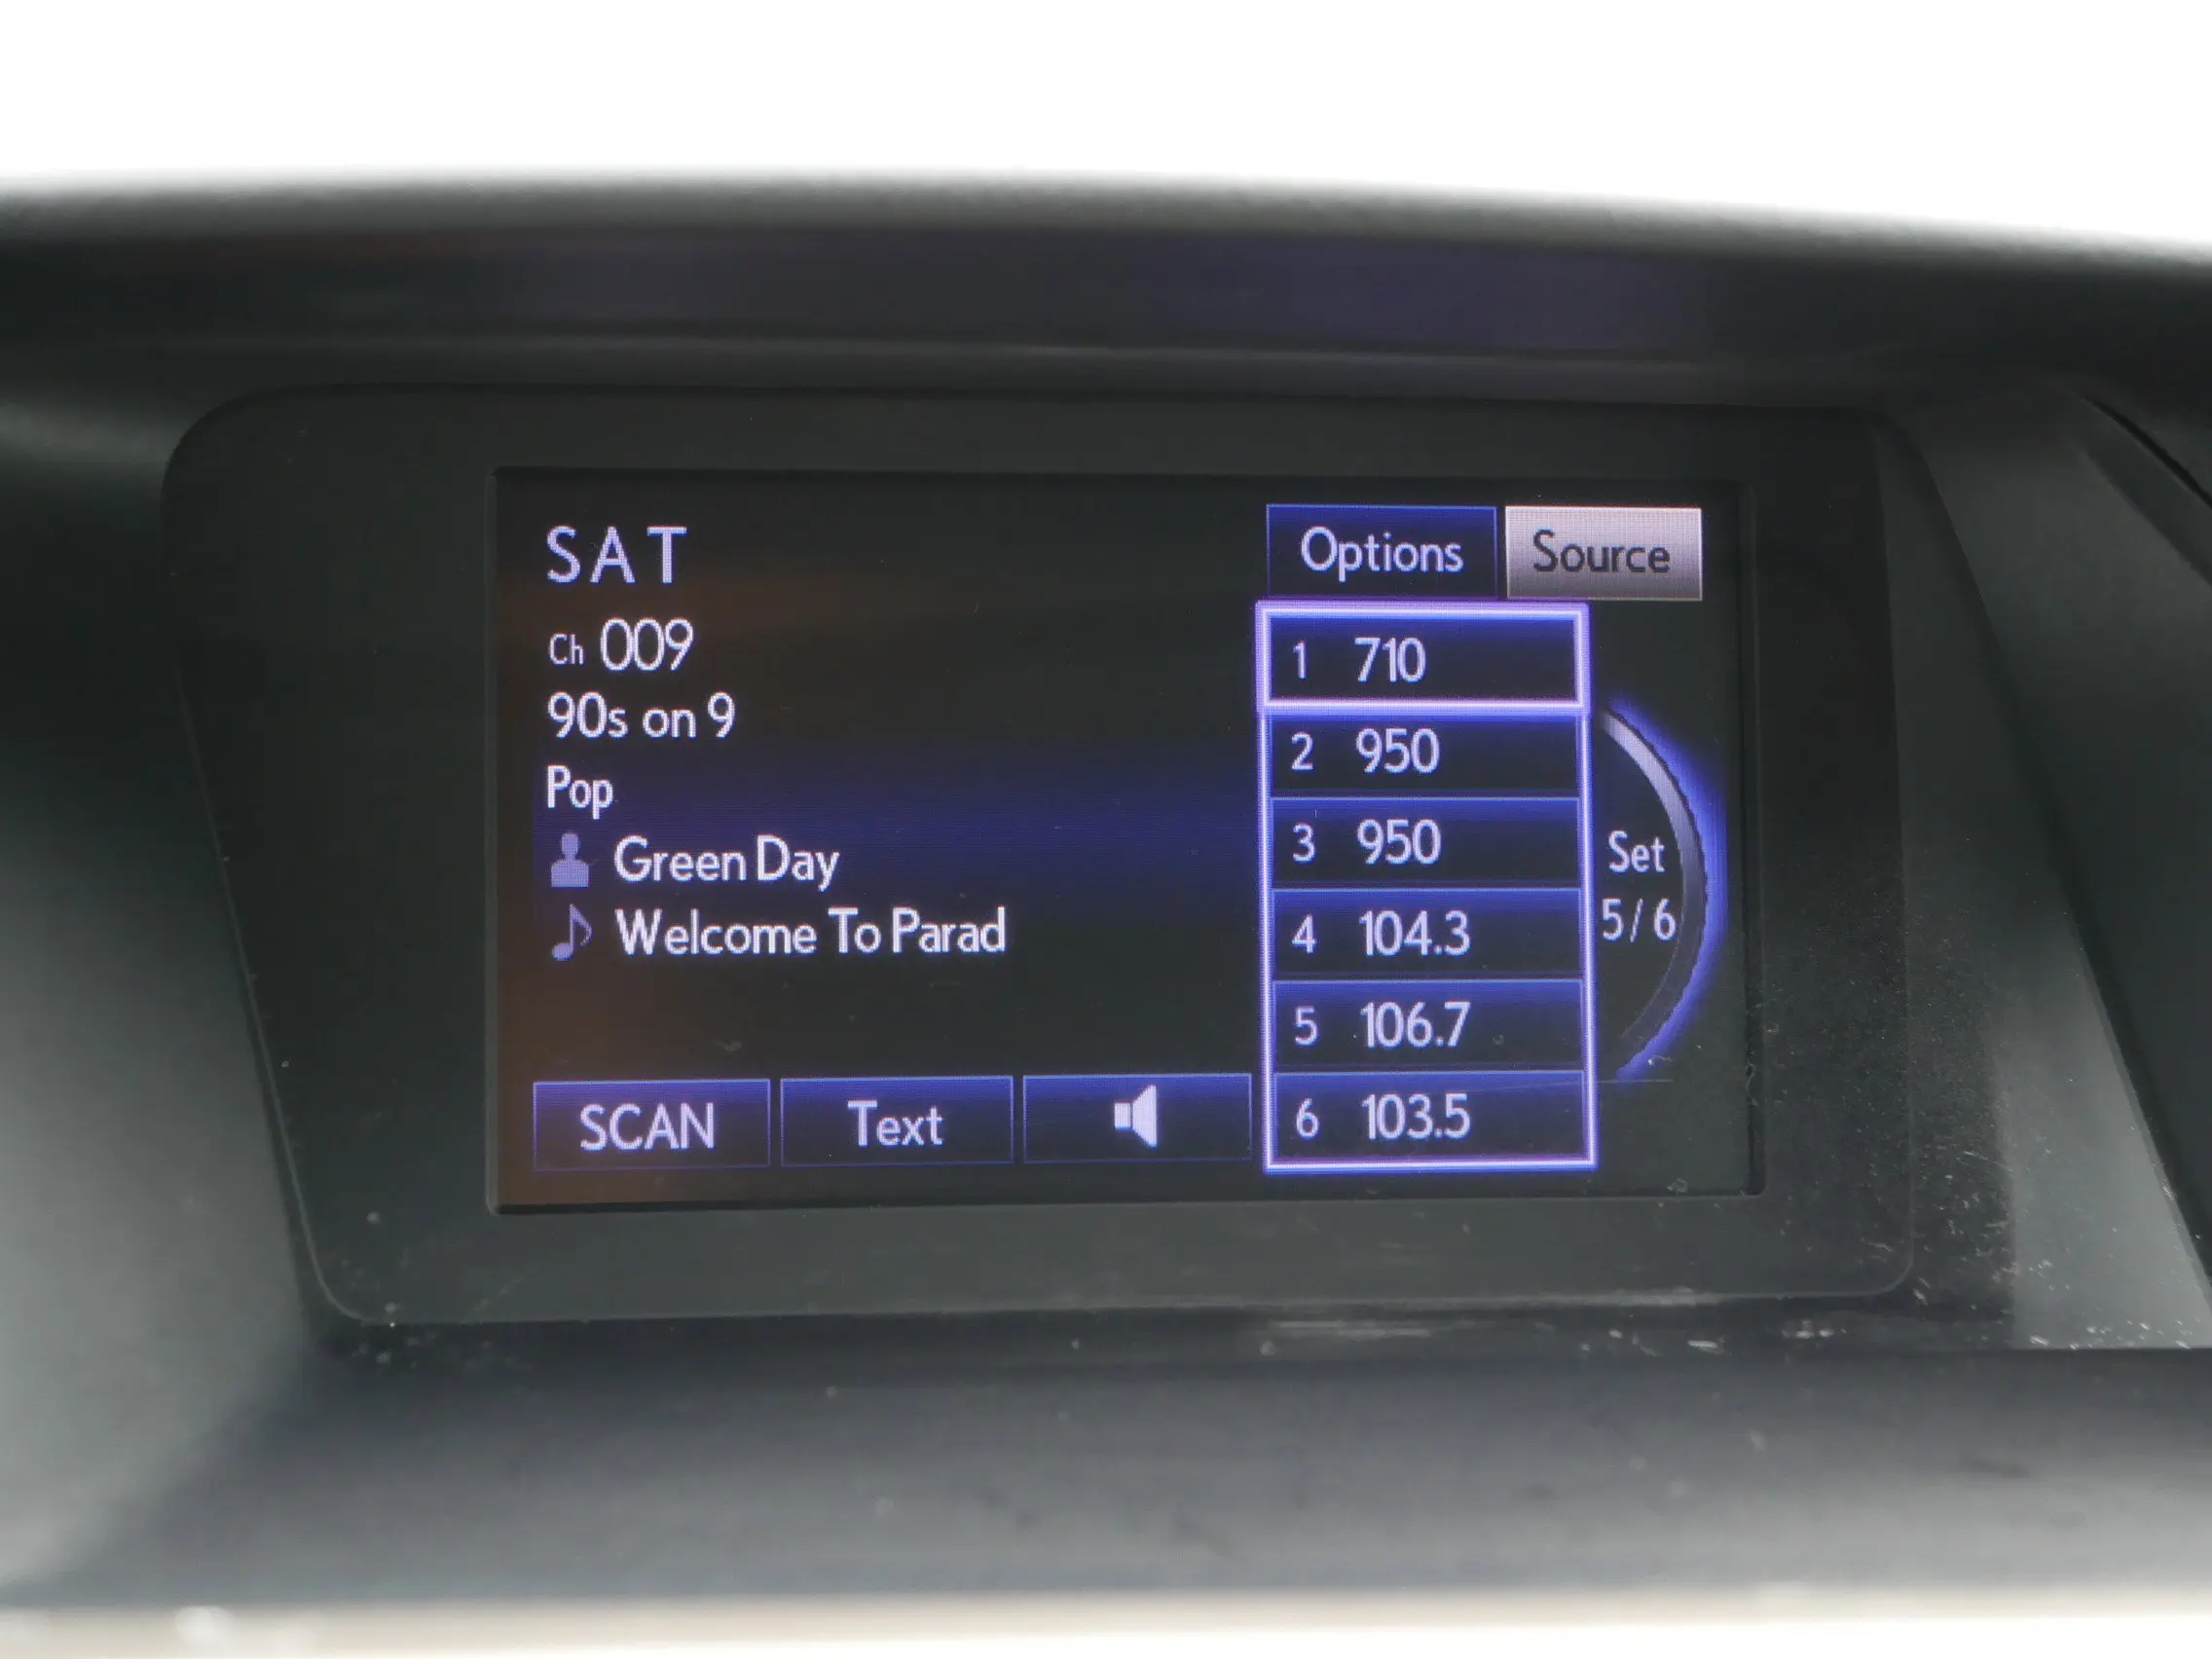 SAT
Ch 009
90s on 9
Pop
Green Day
Welcome To Parad
SCAN Text
Options Source
1 710
2 950
3 950
4 104.3
5 106.7
6 103.5
Set
5/6